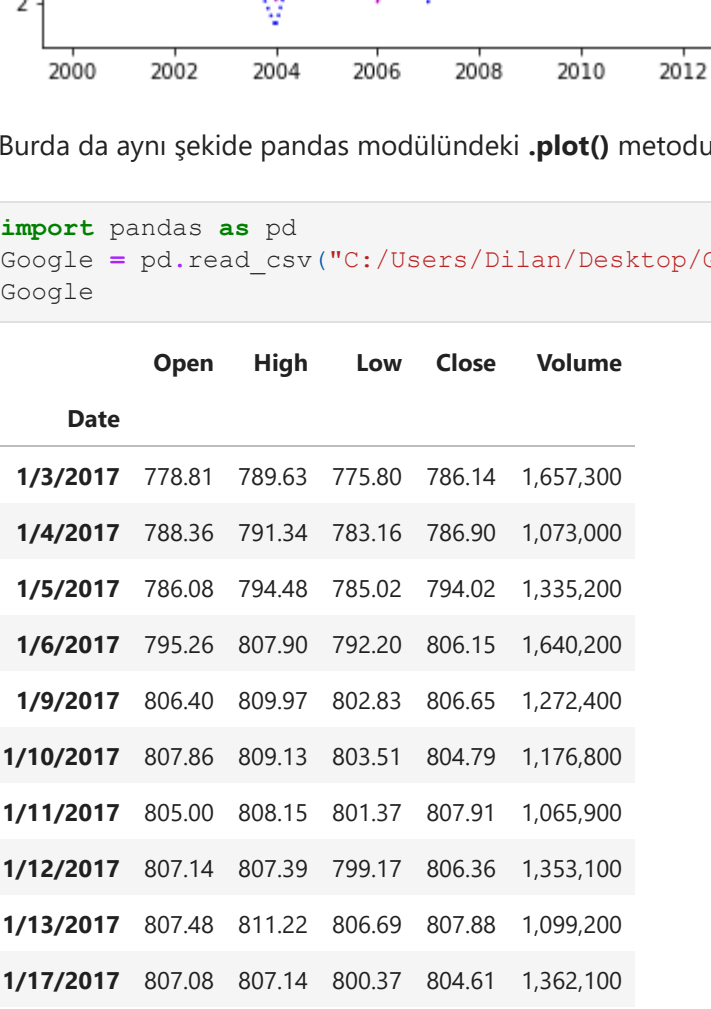 2
2000 2002 2004 2006 2008 2010 2012
Burda da aynı şekide pandas modülündeki .plot() metodu
import pandas as pd
Google = pd.read_csv("C:/Users/Dilan/Desktop/G
Google
Open High Low Close Volume
Date
1/3/2017 778.81 789.63 775.80 786.14 1,657,300
1/4/2017 788.36 791.34 783.16 786.90 1,073,000
1/5/2017 786.08 794.48 785.02 794.02 1,335,200
1/6/2017 795.26 807.90 792.20 806.15 1,640,200
1/9/2017 806.40 809.97 802.83 806.65 1,272,400
1/10/2017 807.86 809.13 803.51 804.79 1,176,800
1/11/2017 805.00 808.15 801.37 807.91 1,065,900
1/12/2017 807.14 807.39 799.17 806.36 1,353,100
1/13/2017 807.48 811.22 806.69 807.88 1,099,200
1/17/2017 807.08 807.14 800.37 804.61 1,362,100